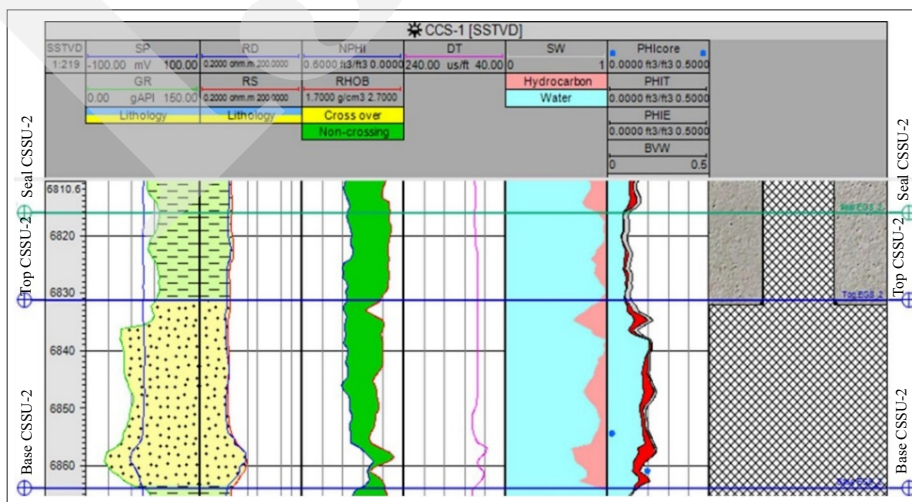 CCS-1 [SSTVD]
SSTVD SP RD NPHI DT SW PHIcore
1:219 -100.00 mV 100.00 0.2000 ohm.m 200.0000 0.6000 ft3/ft3 0.0000 240.00 us/ft 40.00 0 1 0.0000 ft3/ft3 0.5000
GR RS RHOB Hydrocarbon PHIT
0.00 gAPI 150.00 0.2000 ohm.m 200.0000 1.7000 g/cm3 2.7000 Water 0.0000 ft3/ft3 0.5000
Lithology Lithology Cross over PHIE
Non-crossing 0.0000 ft3/ft3 0.5000
BVW
0 0.5
6810.6
6820
6830
6840
6850
6860
Seal CSSU-2
Top CSSU-2
Base CSSU-2
Top EGS_2
Seal CSSU-2
Top CSSU-2
Base CSSU-2